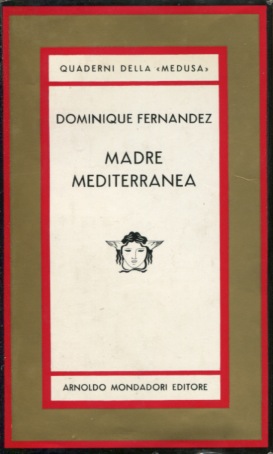 QUADERNI DELLA «MEDUSA»
DOMINIQUE FERNANDEZ
MADRE
MEDITERRANEA
ARNOLDO MONDADORI EDITORE